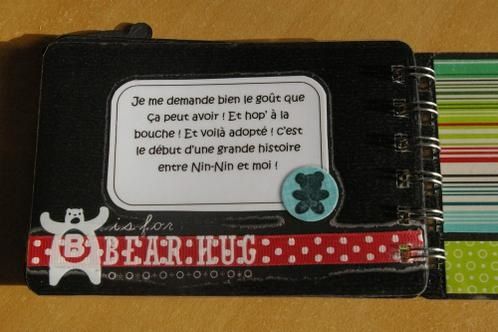 Je me demande bien le goût que
ça peut avoir ! Et hop' à la
bouche ! Et voilà adopté ! c'est
le début d'une grande histoire
entre Nin-Nin et moi !
is for
B BEAR HUG